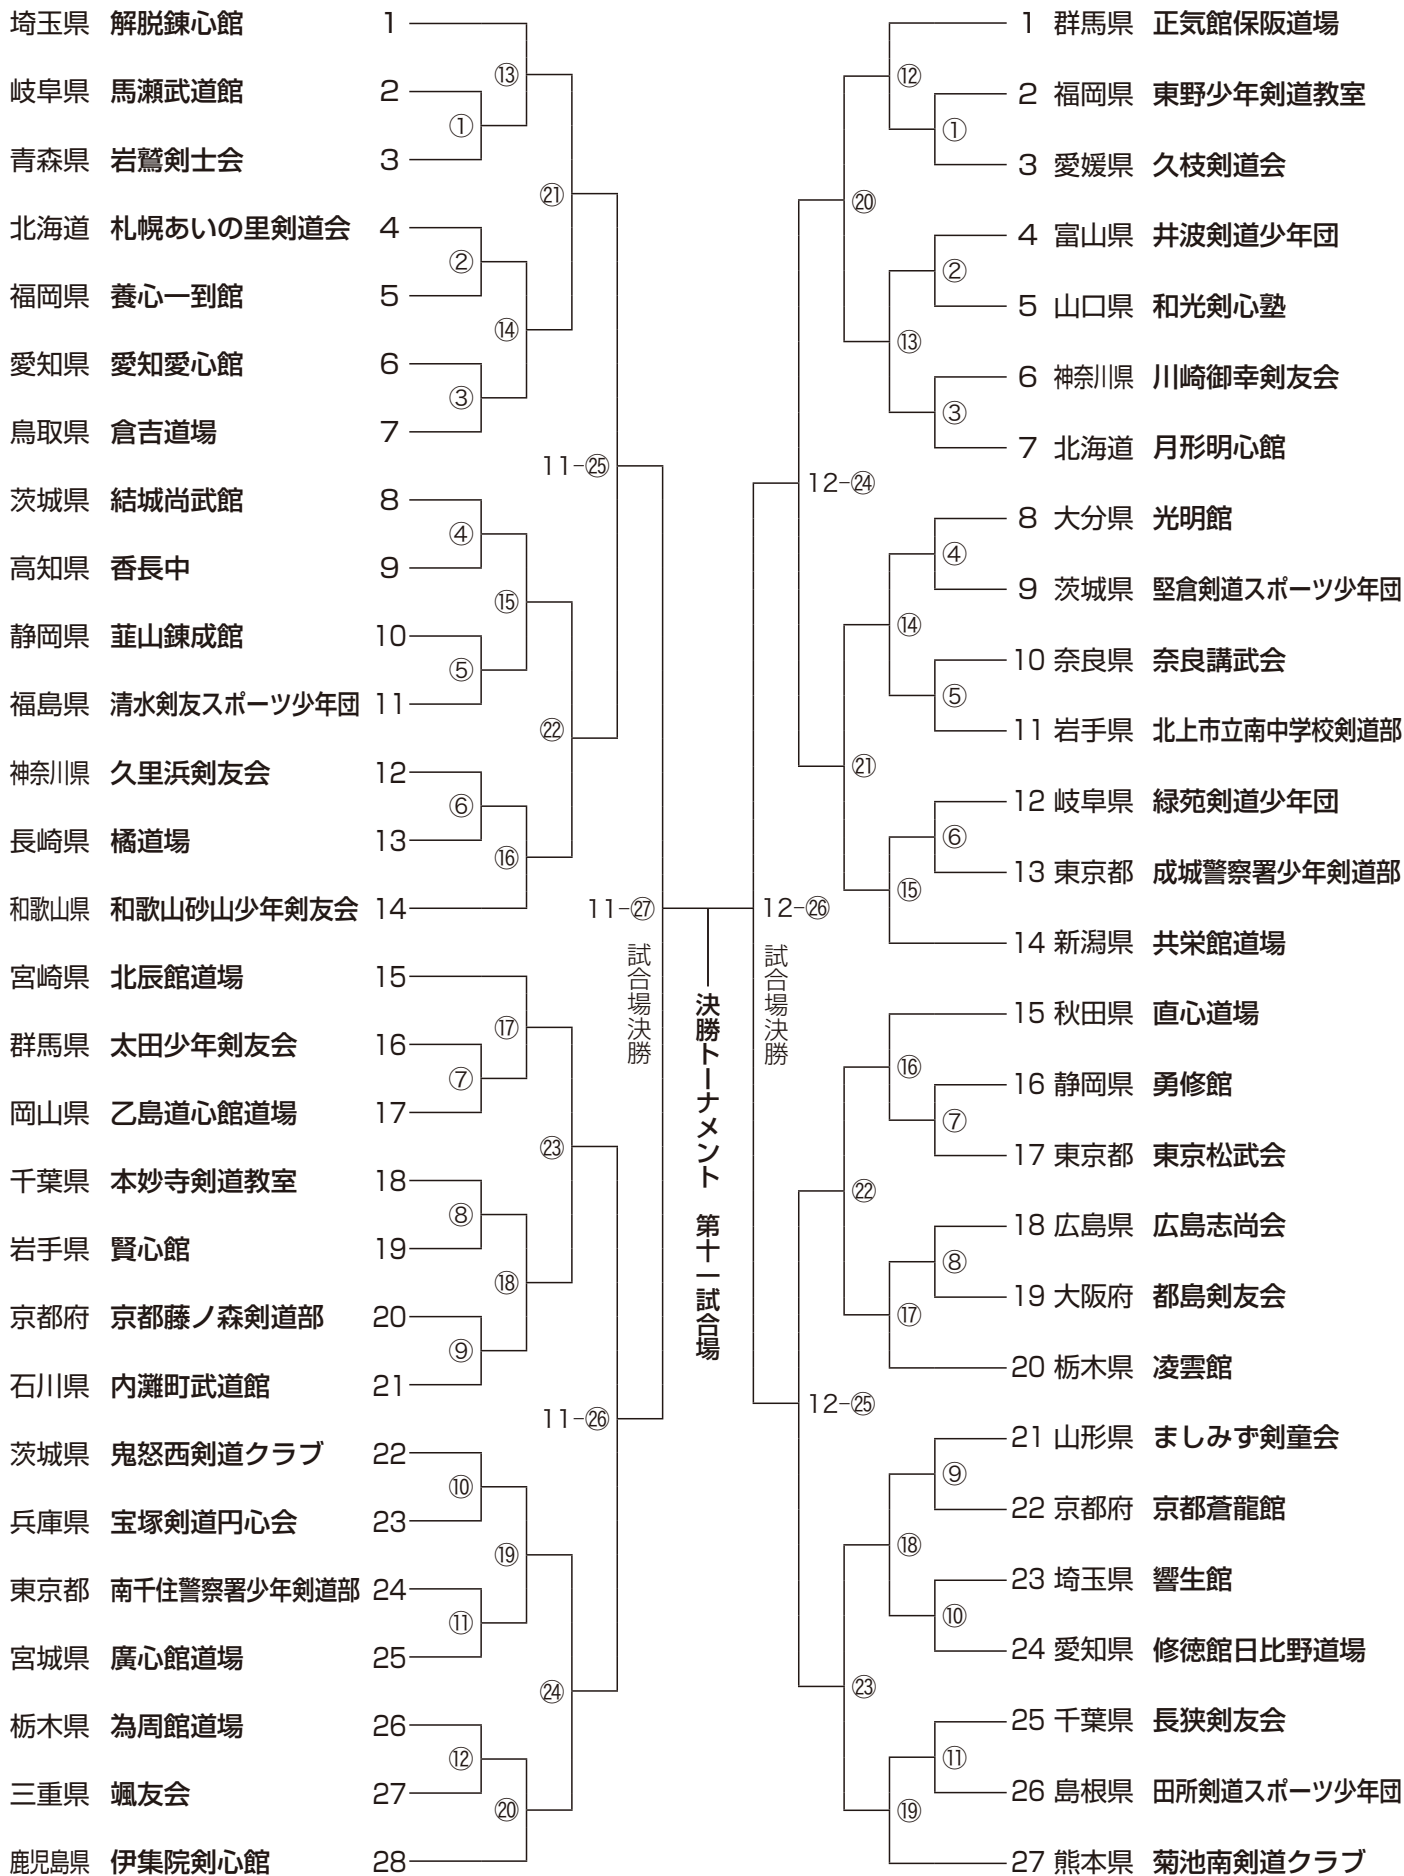 埼玉県 解脱錬心館 1
岐阜県 馬瀬武道館 2
青森県 岩鷲剣士会 3
北海道 札幌あいの里剣道会 4
福岡県 養心一到館 5
愛知県 愛知愛心館 6
鳥取県 倉吉道場 7
茨城県 結城尚武館 8
高知県 香長中 9
静岡県 韮山錬成館 10
福島県 清水剣友スポーツ少年団 11
神奈川県 久里浜剣友会 12
長崎県 橘道場 13
和歌山県 和歌山砂山少年剣友会 14
宮崎県 北辰館道場 15
群馬県 太田少年剣友会 16
岡山県 乙島道心館道場 17
千葉県 本妙寺剣道教室 18
岩手県 賢心館 19
京都府 京都藤ノ森剣道部 20
石川県 内灘町武道館 21
茨城県 鬼怒西剣道クラブ 22
兵庫県 宝塚剣道円心会 23
東京都 南千住警察署少年剣道部 24
宮城県 廣心館道場 25
栃木県 為周館道場 26
三重県 颯友会 27
鹿児島県 伊集院剣心館 28
①
②
③
④
⑤
⑥
⑦
⑧
⑨
⑩
⑪
⑫
⑬
⑭
⑮
⑯
⑰
⑱
⑲
⑳
㉑
㉒
㉓
㉔
11-㉕
11-㉖
11-㉗
試合場決勝
決勝トーナメント 第十一試合場
12-㉖
試合場決勝
12-㉔
12-㉕
⑳
㉑
㉒
㉓
⑫
⑬
⑭
⑮
⑯
⑰
⑱
⑲
①
②
③
④
⑤
⑥
⑦
⑧
⑨
⑩
⑪
1 群馬県 正気館保阪道場
2 福岡県 東野少年剣道教室
3 愛媛県 久枝剣道会
4 富山県 井波剣道少年団
5 山口県 和光剣心塾
6 神奈川県 川崎御幸剣友会
7 北海道 月形明心館
8 大分県 光明館
9 茨城県 堅倉剣道スポーツ少年団
10 奈良県 奈良講武会
11 岩手県 北上市立南中学校剣道部
12 岐阜県 緑苑剣道少年団
13 東京都 成城警察署少年剣道部
14 新潟県 共栄館道場
15 秋田県 直心道場
16 静岡県 勇修館
17 東京都 東京松武会
18 広島県 広島志尚会
19 大阪府 都島剣友会
20 栃木県 凌雲館
21 山形県 ましみず剣童会
22 京都府 京都蒼龍館
23 埼玉県 響生館
24 愛知県 修徳館日比野道場
25 千葉県 長狭剣友会
26 島根県 田所剣道スポーツ少年団
27 熊本県 菊池南剣道クラブ